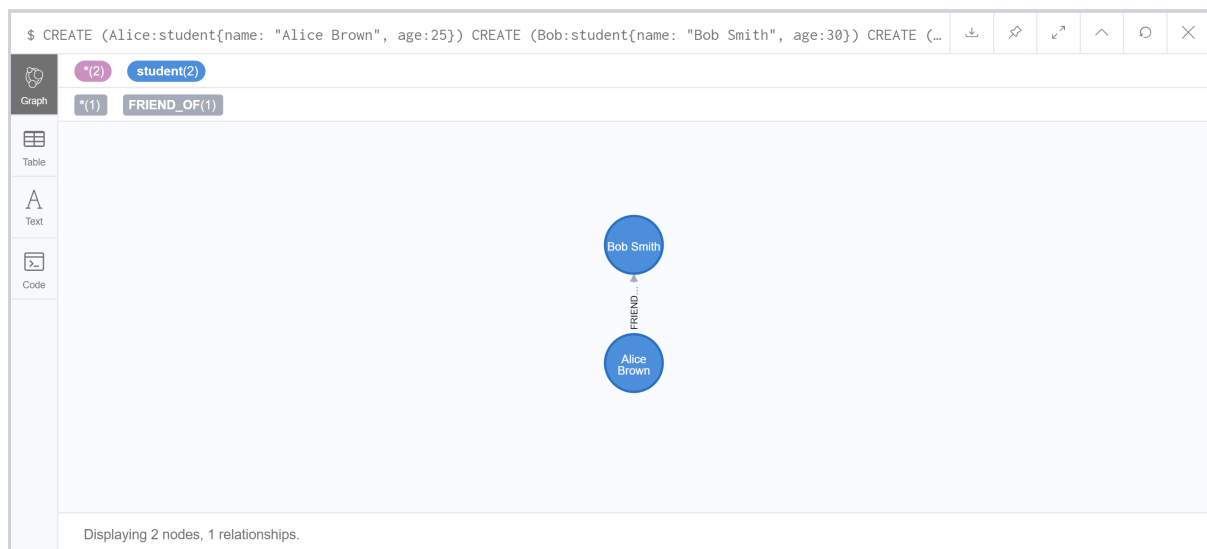 $ CREATE (Alice:student{name: "Alice Brown", age:25}) CREATE (Bob:student{name: "Bob Smith", age:30}) CREATE (…
Graph
*(2) student(2)
*(1) FRIEND_OF(1)
Table
A
Text
Code
Bob Smith
FRIEND…
Alice
Brown
Displaying 2 nodes, 1 relationships.